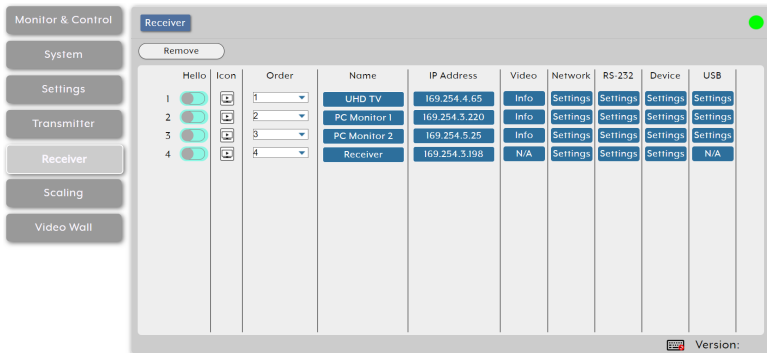 Monitor & Control
Receiver
System
Remove
Settings
Hello Icon Order Name IP Address Video Network RS-232 Device USB
1 1 UHD TV 169.254.4.65 Info Settings Settings Settings Settings
2 2 PC Monitor 1 169.254.3.220 Info Settings Settings Settings Settings
Transmitter
3 3 PC Monitor 2 169.254.5.25 Info Settings Settings Settings Settings
Receiver
4 4 Receiver 169.254.3.198 N/A Settings Settings Settings N/A
Scaling
Video Wall
Version: